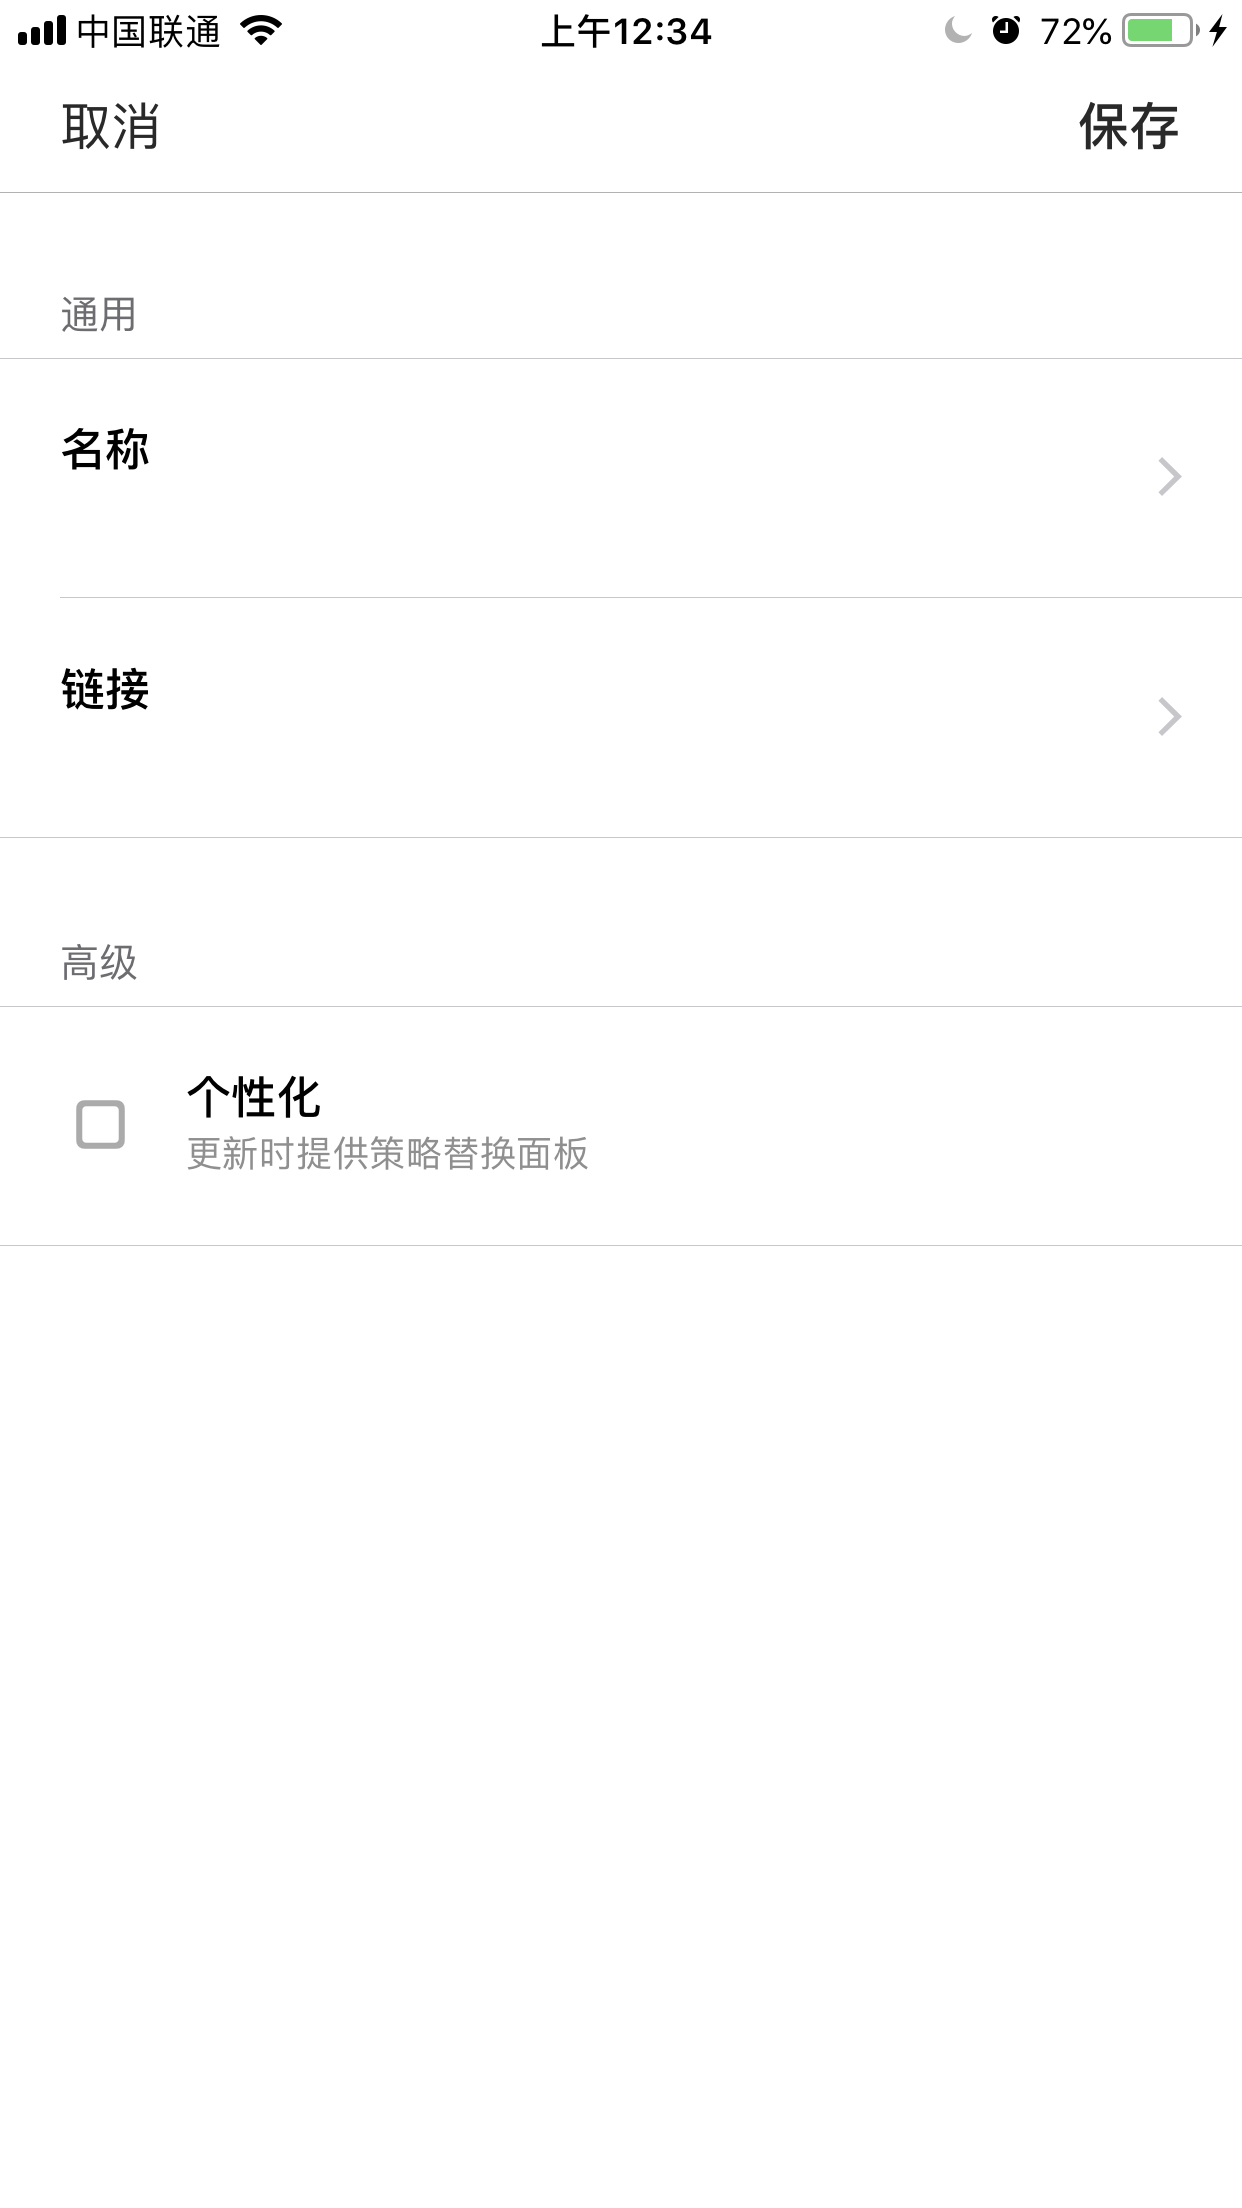 中国联通 上午12:34 72%
取消 保存
通用
名称
链接
高级
个性化
更新时提供策略替换面板